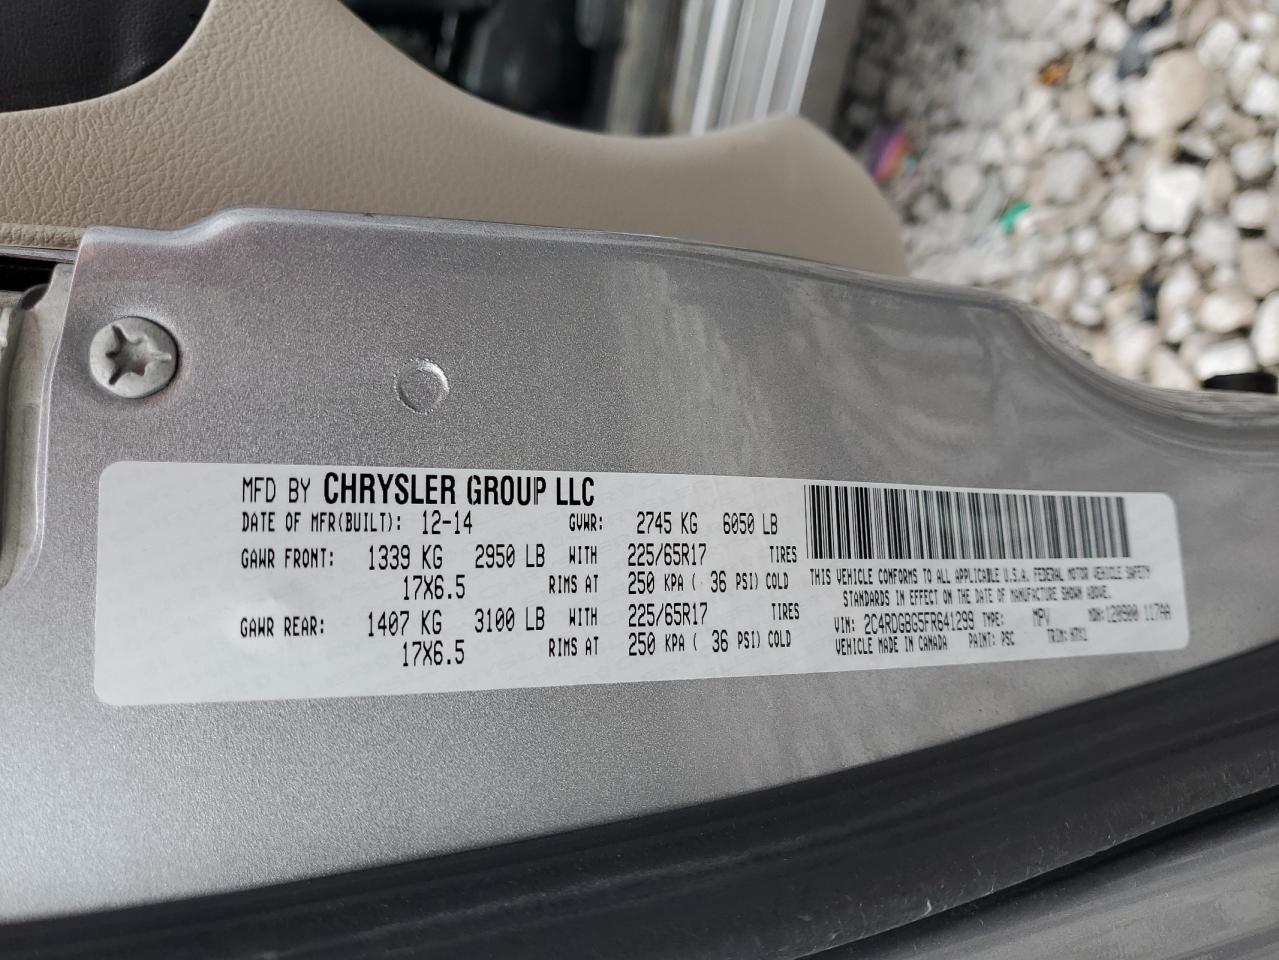 MFD BY CHRYSLER GROUP LLC
DATE OF MFR(BUILT): 12-14 GVWR: 2745 KG 6050 LB
GAWR FRONT: 1339 KG 2950 LB WITH 225/65R17 TIRES
17X6.5 RIMS AT 250 KPA ( 36 PSI) COLD
GAWR REAR: 1407 KG 3100 LB WITH 225/65R17 TIRES
17X6.5 RIMS AT 250 KPA ( 36 PSI) COLD
THIS VEHICLE CONFORMS TO ALL APPLICABLE U.S.A. FEDERAL MOTOR VEHICLE SAFETY
STANDARDS IN EFFECT ON THE DATE OF MANUFACTURE SHOWN ABOVE.
VIN: 2C4RDGBG5FR641299 TYPE: MPV MDH: 120900 117AA
VEHICLE MADE IN CANADA PAINT: PSC TRIM: